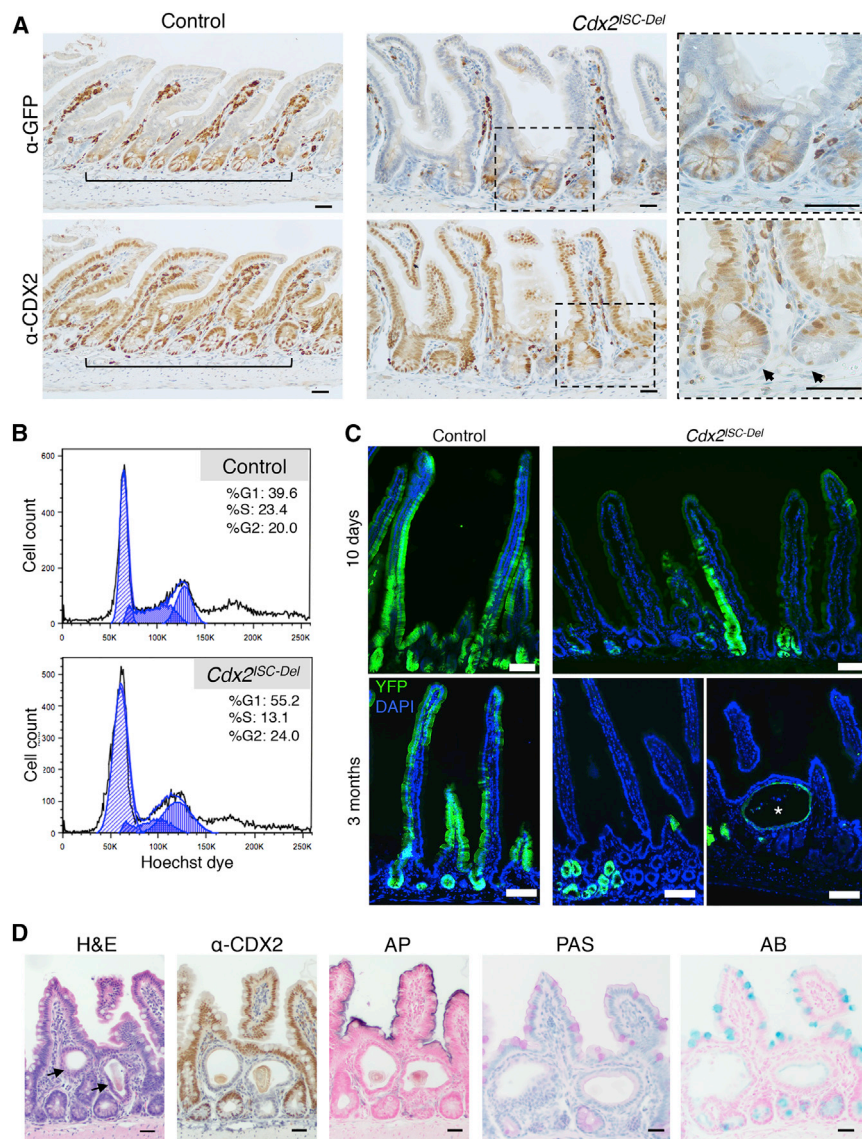 A
Control
Cdx2ISC-Del
α-GFP
α-CDX2
B
Cell count
600
400
200
0
Control
%G1: 39.6
%S: 23.4
%G2: 20.0
0 50K 100K 150K 200K 250K
Cell count
500
400
300
200
100
0
Cdx2ISC-Del
%G1: 55.2
%S: 13.1
%G2: 24.0
0 50K 100K 150K 200K 250K
Hoechst dye
C
Control
Cdx2ISC-Del
10 days
3 months
YFP
DAPI
*
D
H&E
α-CDX2
AP
PAS
AB